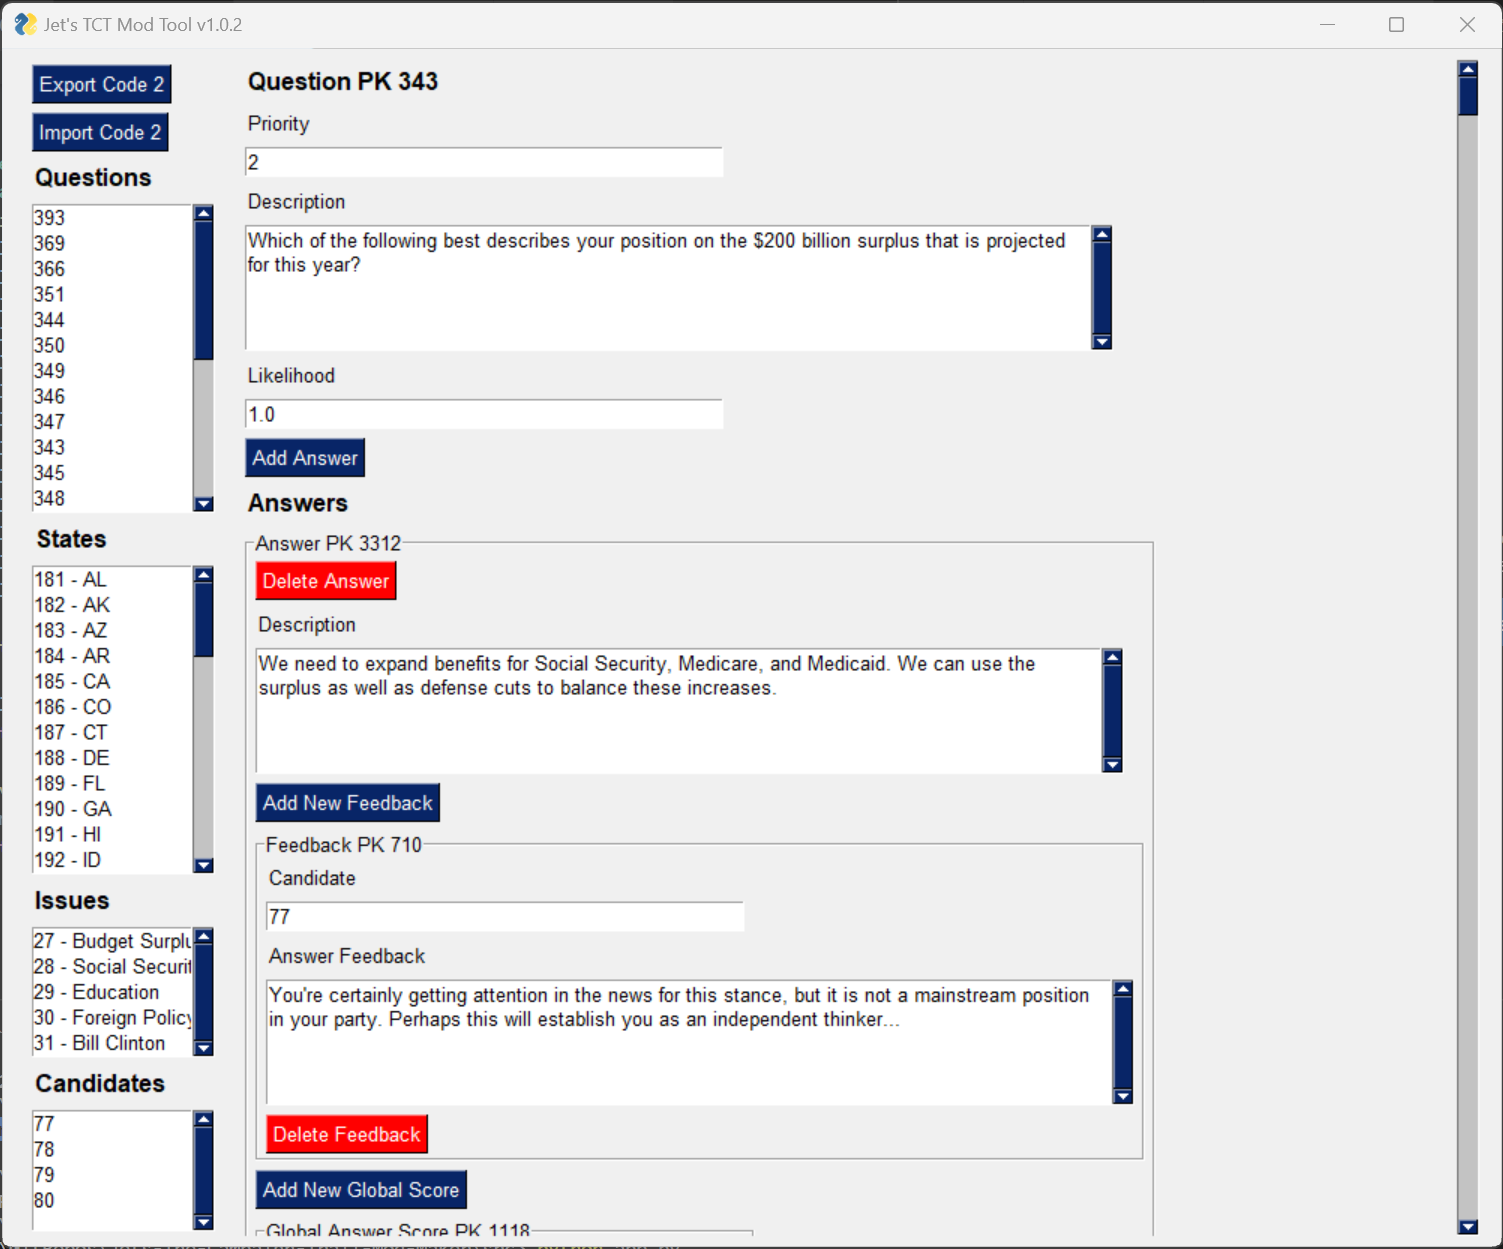 Jet's TCT Mod Tool v1.0.2
Export Code 2
Import Code 2
Questions
393
369
366
351
344
350
349
346
347
343
345
348
States
181 - AL
182 - AK
183 - AZ
184 - AR
185 - CA
186 - CO
187 - CT
188 - DE
189 - FL
190 - GA
191 - HI
192 - ID
Issues
27 - Budget Surplu
28 - Social Securit
29 - Education
30 - Foreign Policy
31 - Bill Clinton
Candidates
77
78
79
80
Question PK 343
Priority
2
Description
Which of the following best describes your position on the $200 billion surplus that is projected
for this year?
Likelihood
1.0
Add Answer
Answers
Answer PK 3312
Delete Answer
Description
We need to expand benefits for Social Security, Medicare, and Medicaid. We can use the
surplus as well as defense cuts to balance these increases.
Add New Feedback
Feedback PK 710
Candidate
77
Answer Feedback
You're certainly getting attention in the news for this stance, but it is not a mainstream position
in your party. Perhaps this will establish you as an independent thinker...
Delete Feedback
Add New Global Score
Global Answer Score PK 1118